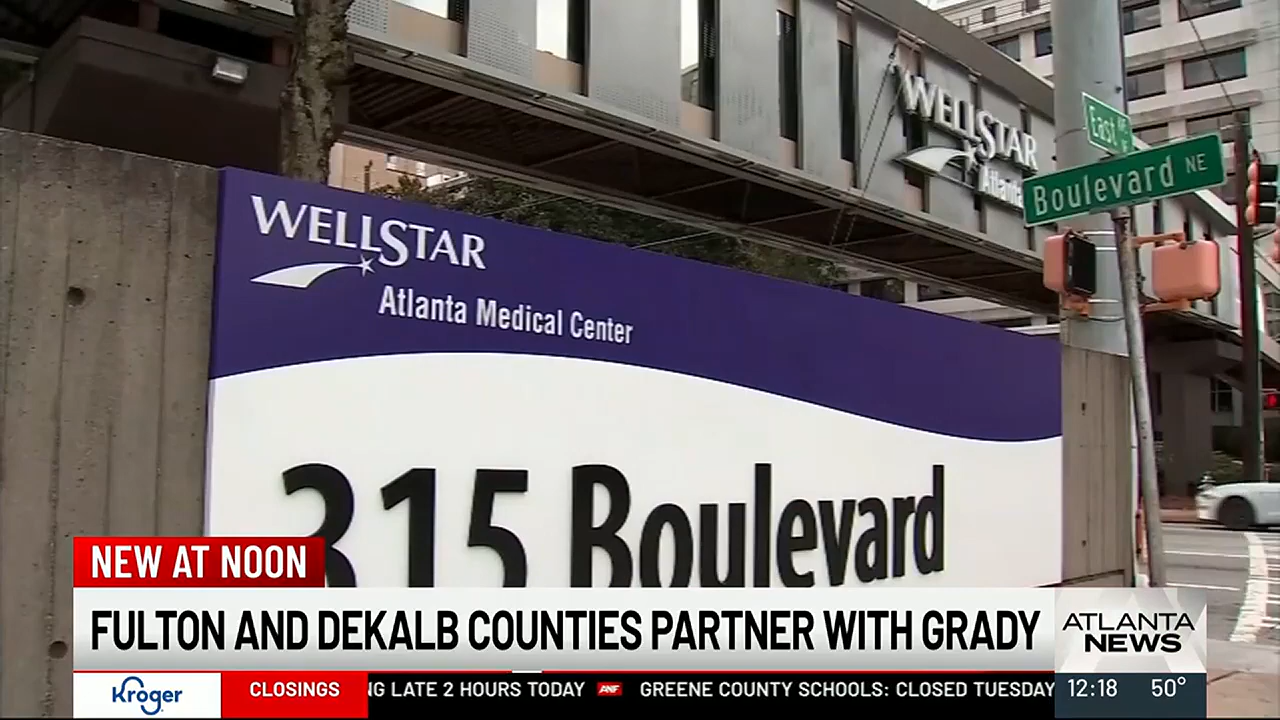 WELLSTAR
Atlanta
East
Boulevard NE
WELLSTAR
Atlanta Medical Center
315 Boulevard
NEW AT NOON
FULTON AND DEKALB COUNTIES PARTNER WITH GRADY
ATLANTA
NEWS
Kroger
CLOSINGS
NG LATE 2 HOURS TODAY ANF GREENE COUNTY SCHOOLS: CLOSED TUESDAY
12:18 50°